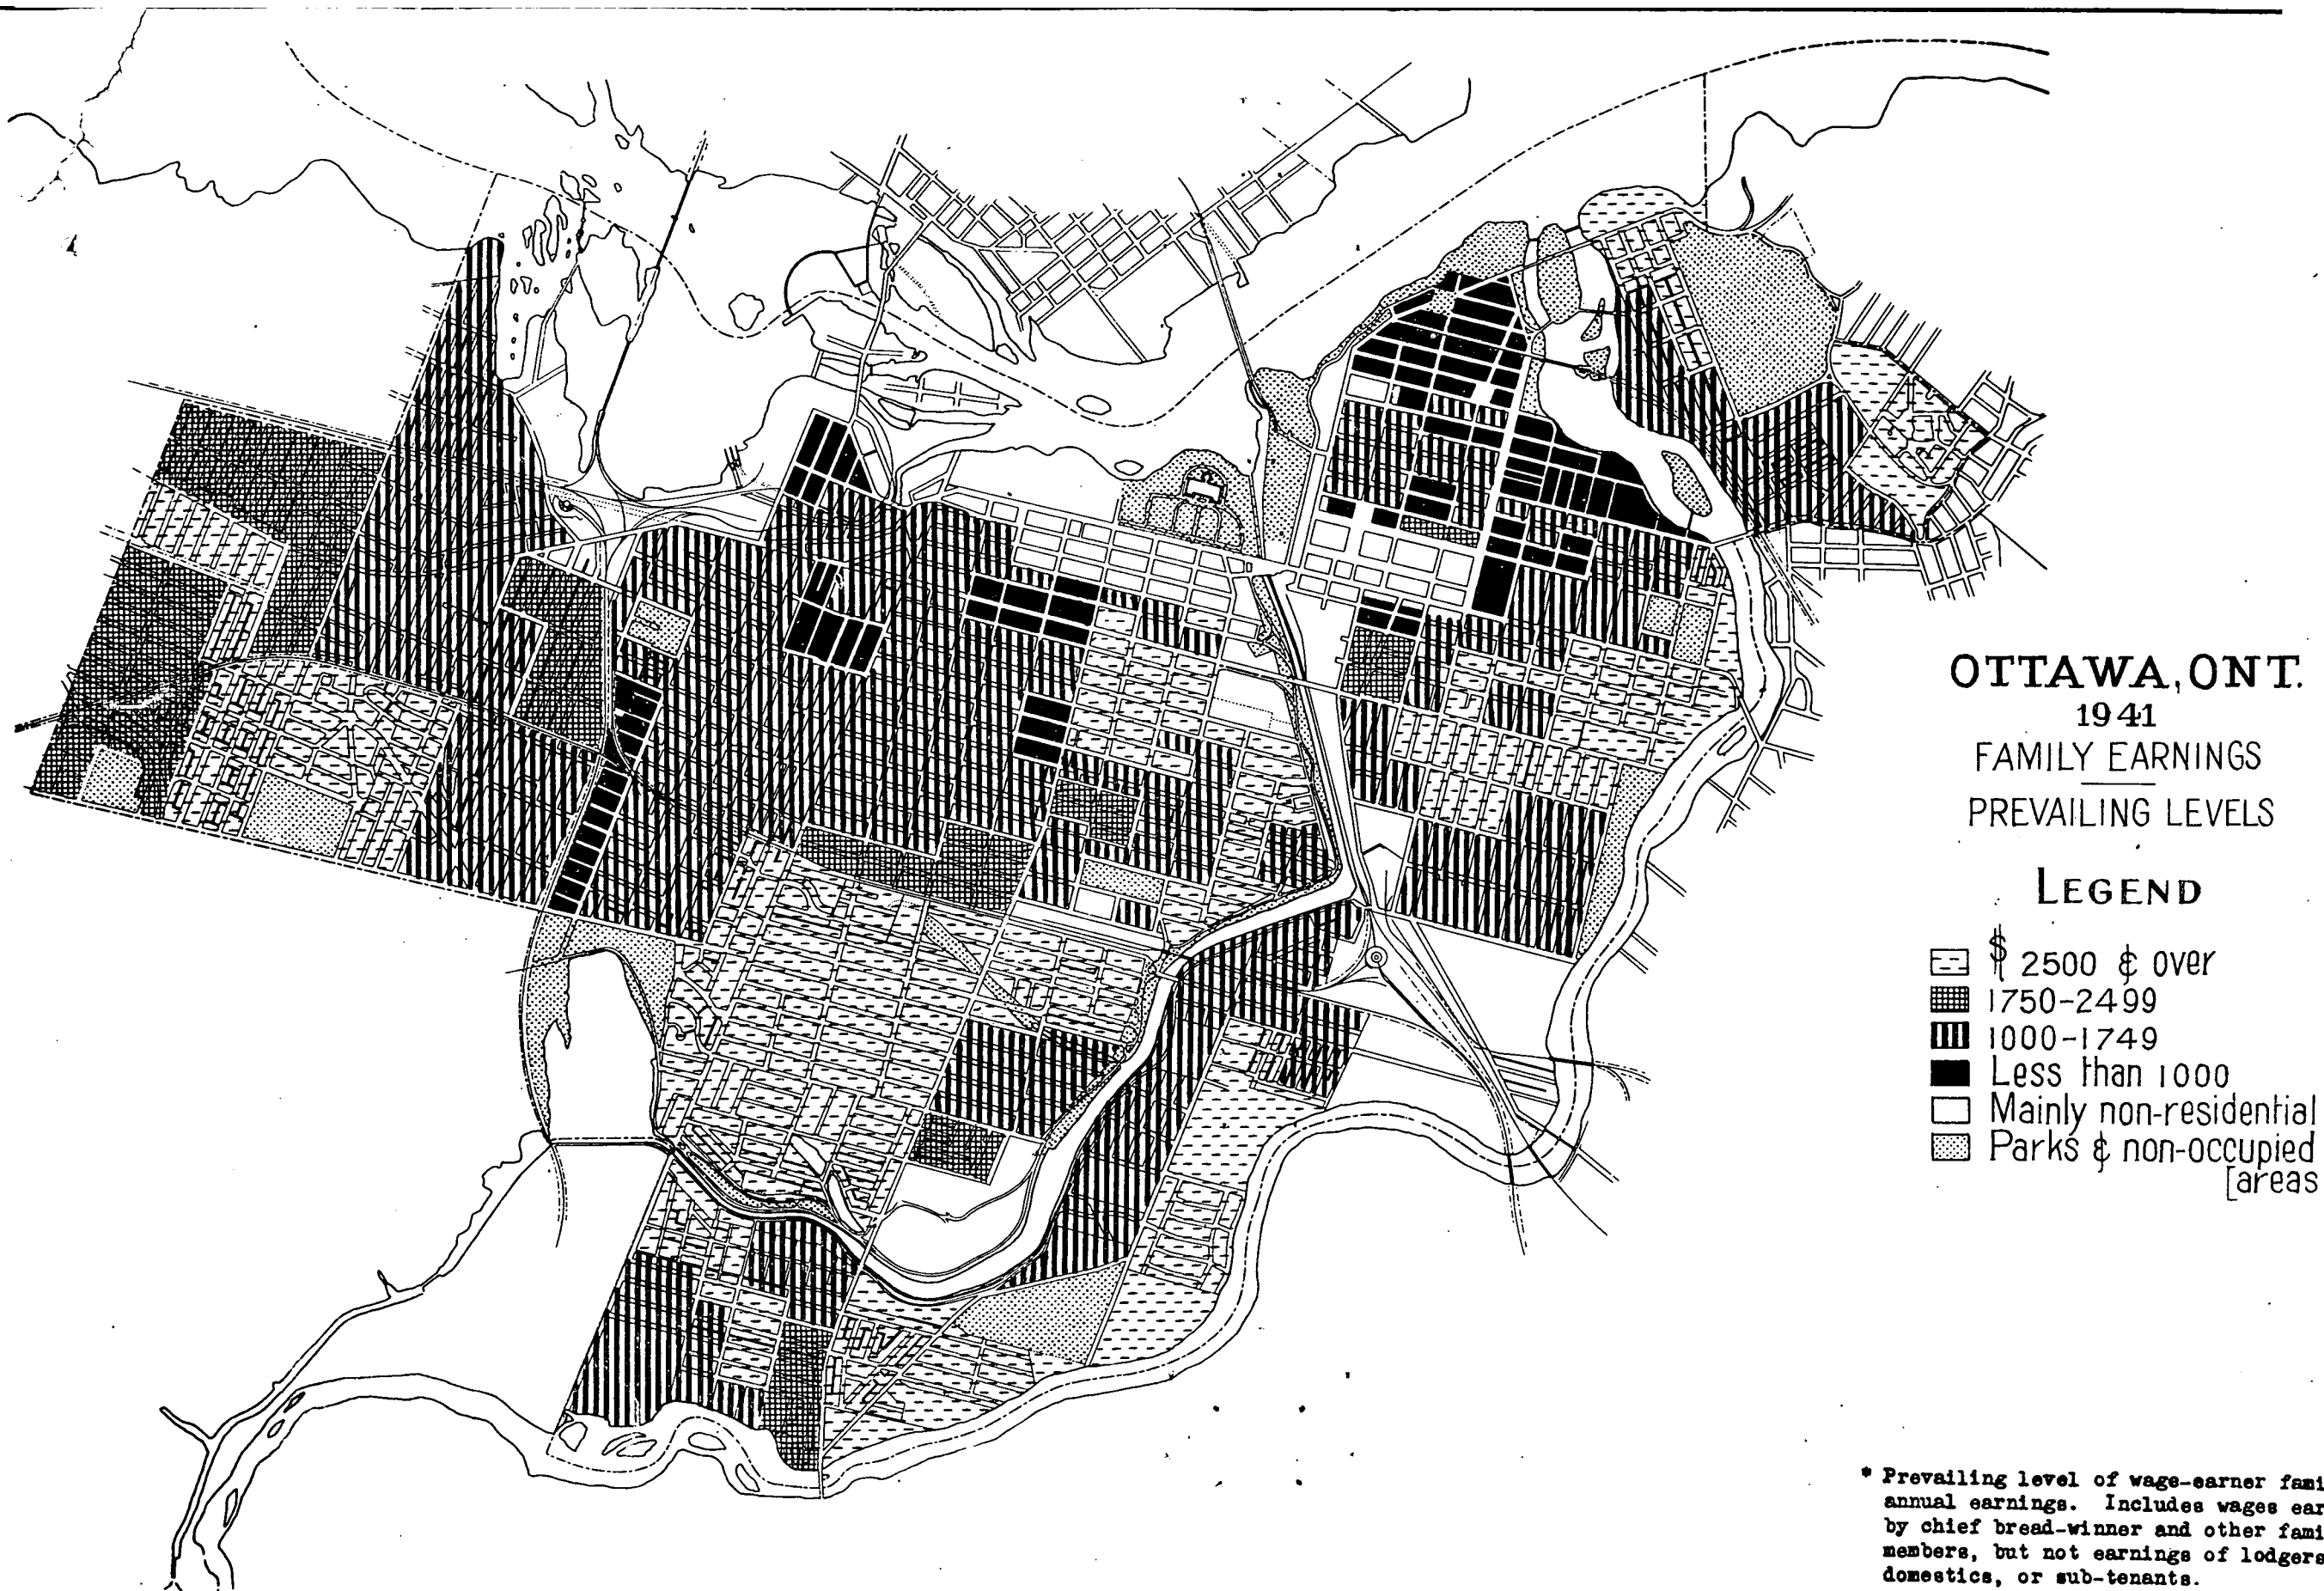 OTTAWA, ONT.
1941
FAMILY EARNINGS
PREVAILING LEVELS
LEGEND
$ 2500 & over
1750-2499
1000-1749
Less than 1000
Mainly non-residential
Parks & non-occupied
[areas
* Prevailing level of wage-earner fami
annual earnings. Includes wages ear
by chief bread-winner and other fami
members, but not earnings of lodgers
domestics, or sub-tenants.